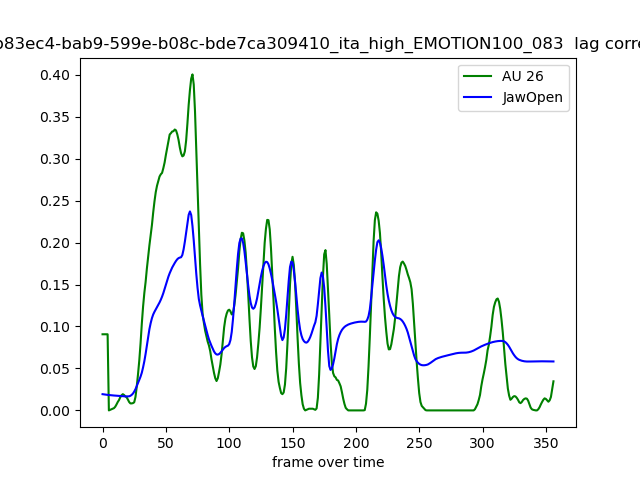 b83ec4-bab9-599e-b08c-bde7ca309410_ita_high_EMOTION100_083 lag corre
AU 26
JawOpen
0.40
0.35
0.30
0.25
0.20
0.15
0.10
0.05
0.00
0 50 100 150 200 250 300 350
frame over time